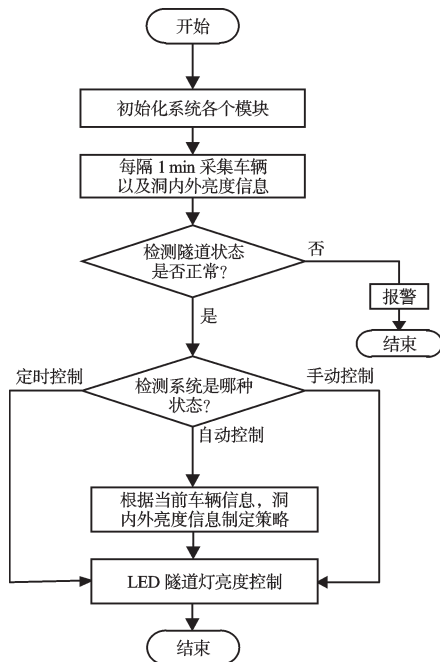 开始
初始化系统各个模块
每隔 1 min 采集车辆
以及洞内外亮度信息
检测隧道状态
是否正常?
否
报警
结束
是
定时控制
检测系统是哪种
状态?
手动控制
自动控制
根据当前车辆信息，洞
内外亮度信息制定策略
LED 隧道灯亮度控制
结束